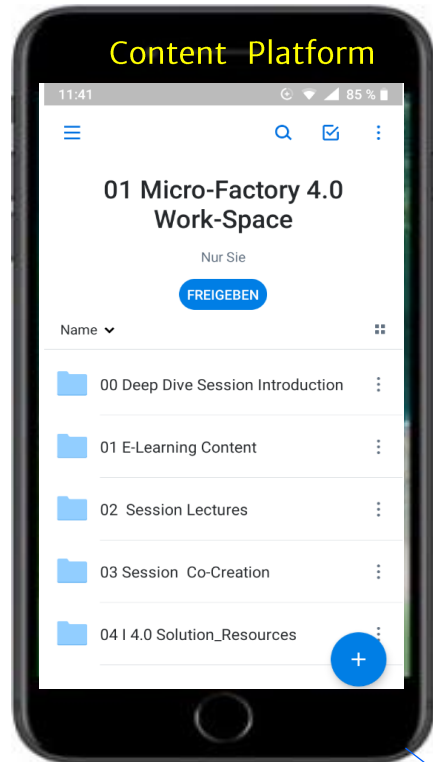 Content Platform
11:41
85 %
01 Micro-Factory 4.0
Work-Space
Nur Sie
FREIGEBEN
Name
00 Deep Dive Session Introduction
01 E-Learning Content
02 Session Lectures
03 Session Co-Creation
04 I 4.0 Solution_Resources